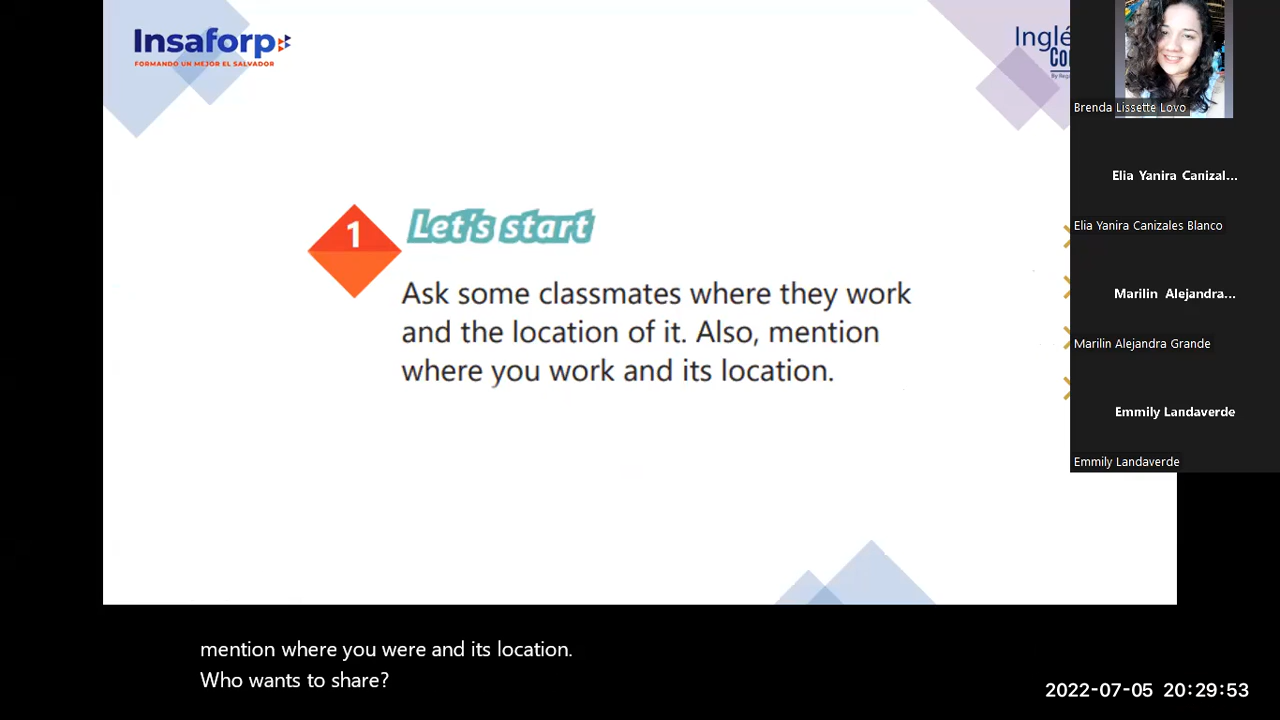 Insaforp
FORMANDO UN MEJOR EL SALVADOR
Inglé
Brenda Lissette Lovo
Elia Yanira Canizal...
Elia Yanira Canizales Blanco
Marilin Alejandra...
Marilin Alejandra Grande
Emmily Landaverde
Emmily Landaverde
1
Let's start
Ask some classmates where they work
and the location of it. Also, mention
where you work and its location.
mention where you were and its location.
Who wants to share?
2022-07-05 20:29:53